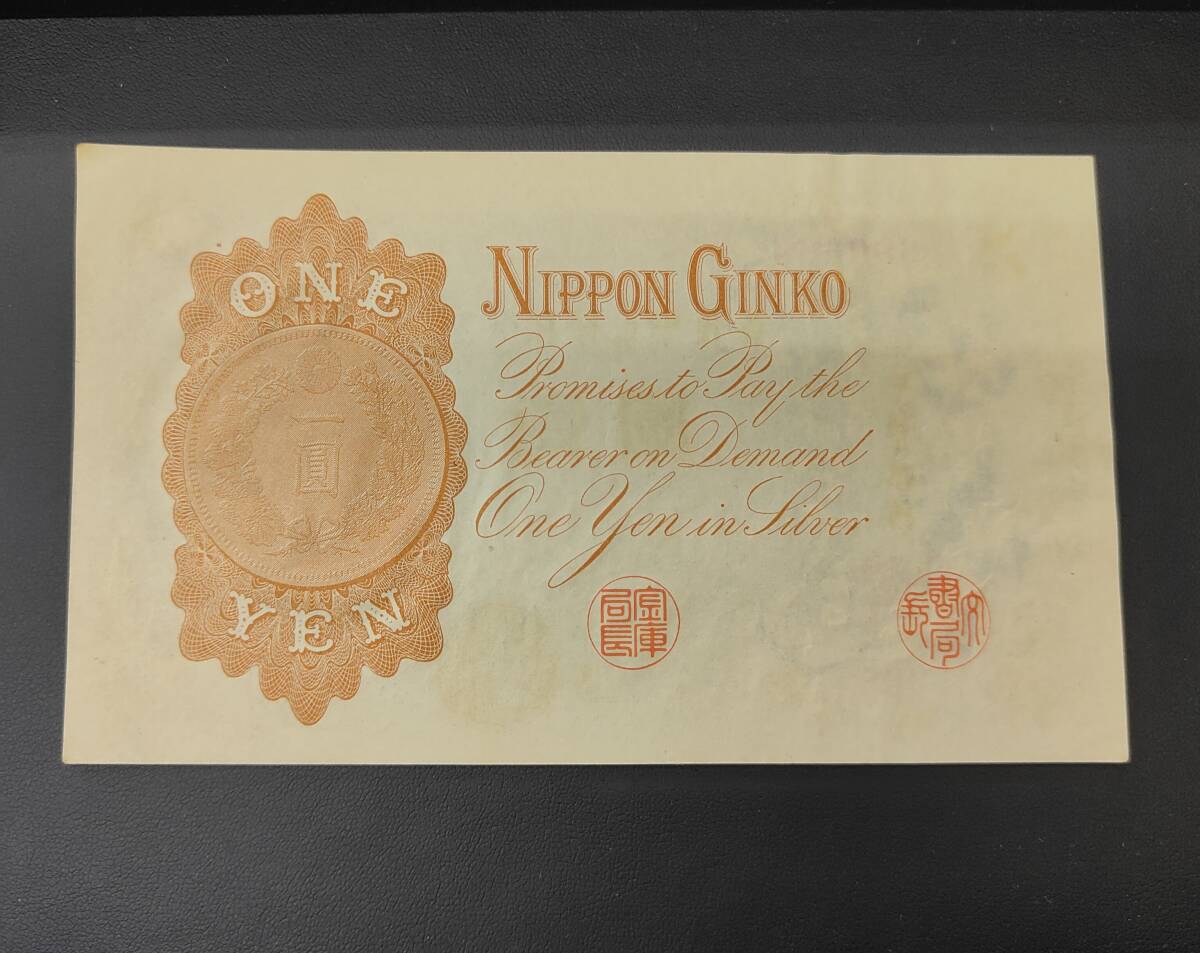 ONE
一圓
YEN
NIPPON GINKO
Promises to Pay the
Bearer on Demand
One Yen in Silver
金庫局長
文書局長